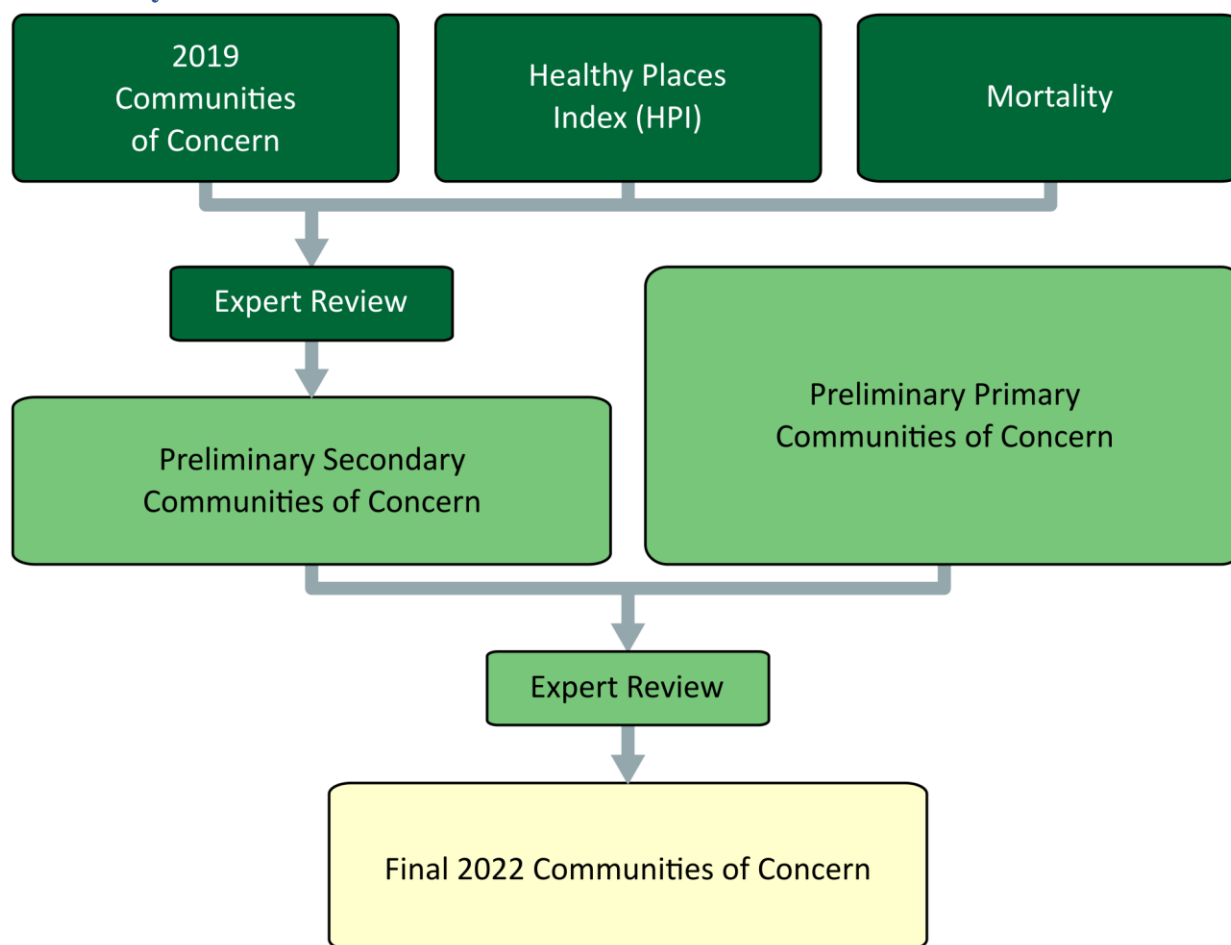 2019
Communities
of Concern
Healthy Places
Index (HPI)
Mortality
Expert Review
Preliminary Primary
Communities of Concern
Preliminary Secondary
Communities of Concern
Expert Review
Final 2022 Communities of Concern